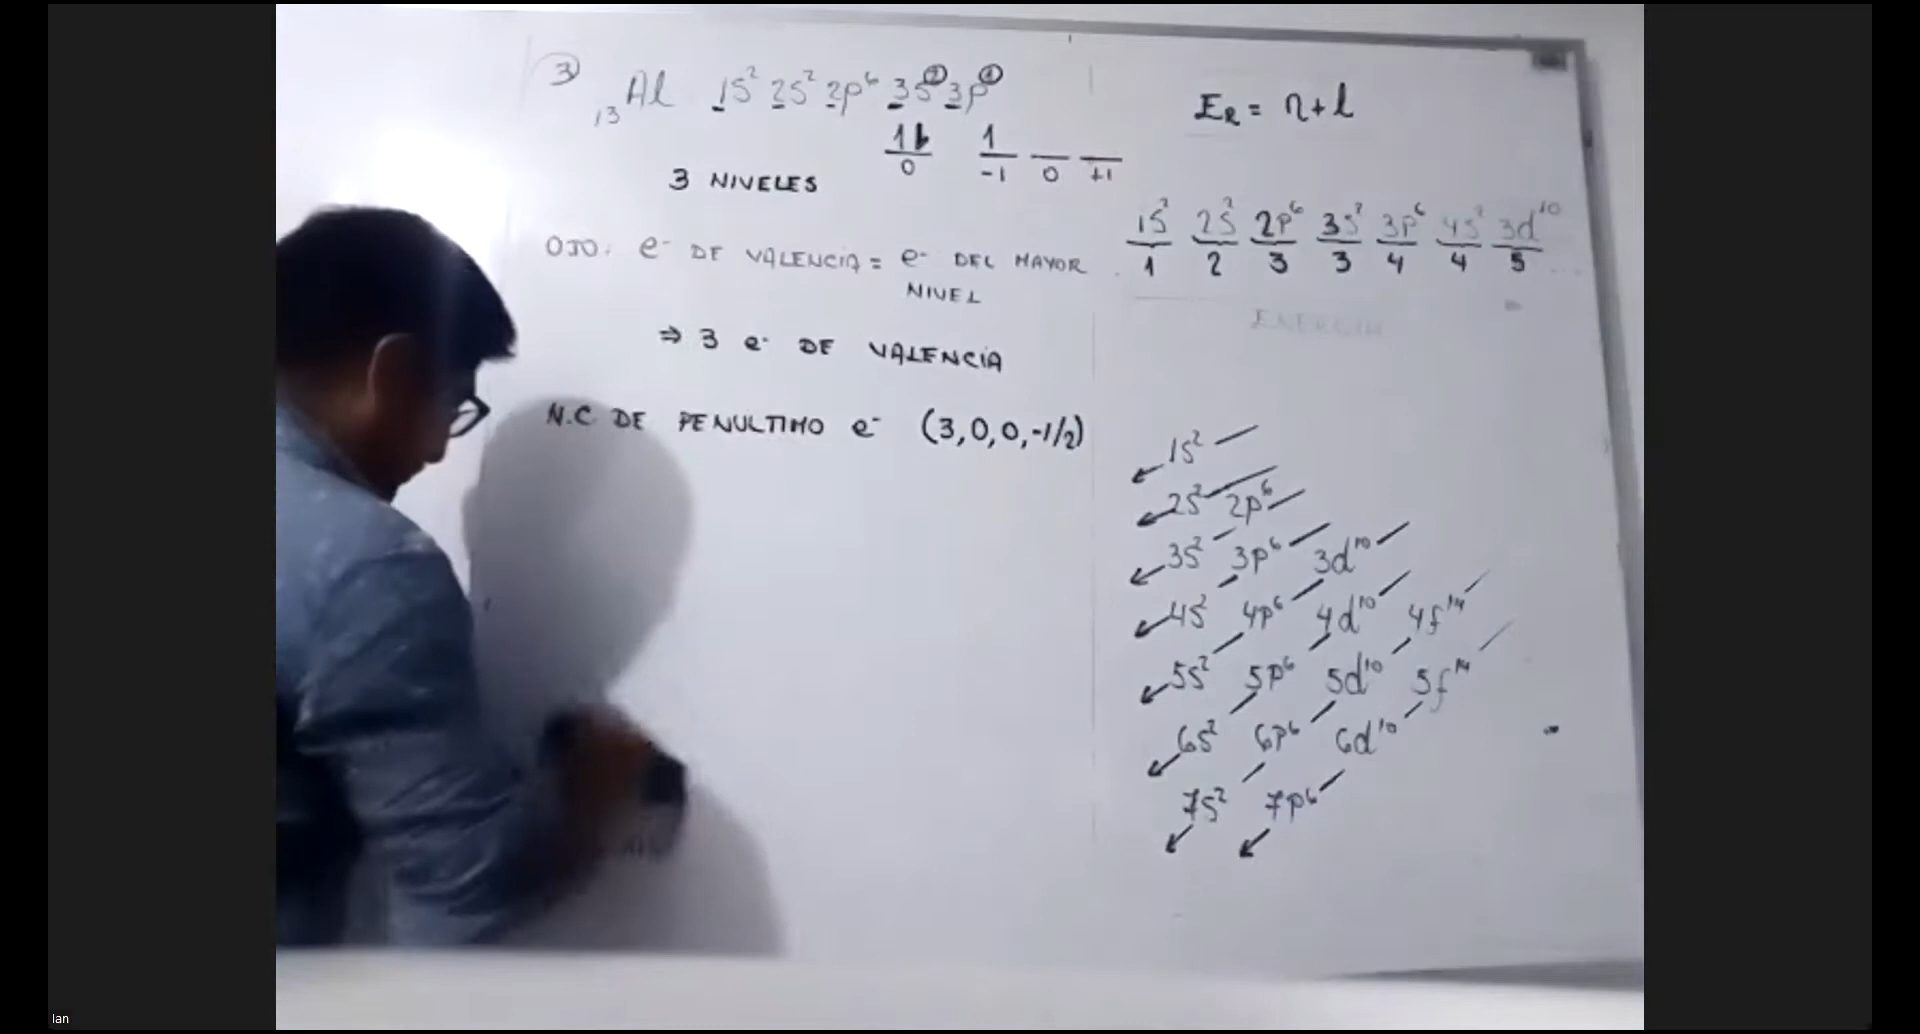 3
₁₃Al 1s² 2s² 2p⁶ 3s² 3p¹
1 1
0 -1 0 +1
3 NIVELES
OJO: e⁻ DE VALENCIA = e⁻ DEL MAYOR
NIVEL
⇒ 3 e⁻ DE VALENCIA
N.C. DE PENULTIMO e⁻ (3,0,0,-1/2)
E_R = n+l
1s² 2s² 2p⁶ 3s² 3p⁶ 4s² 3d¹⁰
1 2 3 3 4 4 5 ...
ENERGIA
1s²
2s² 2p⁶
3s² 3p⁶ 3d¹⁰
4s² 4p⁶ 4d¹⁰ 4f¹⁴
5s² 5p⁶ 5d¹⁰ 5f¹⁴
6s² 6p⁶ 6d¹⁰
7s² 7p⁶
Ian